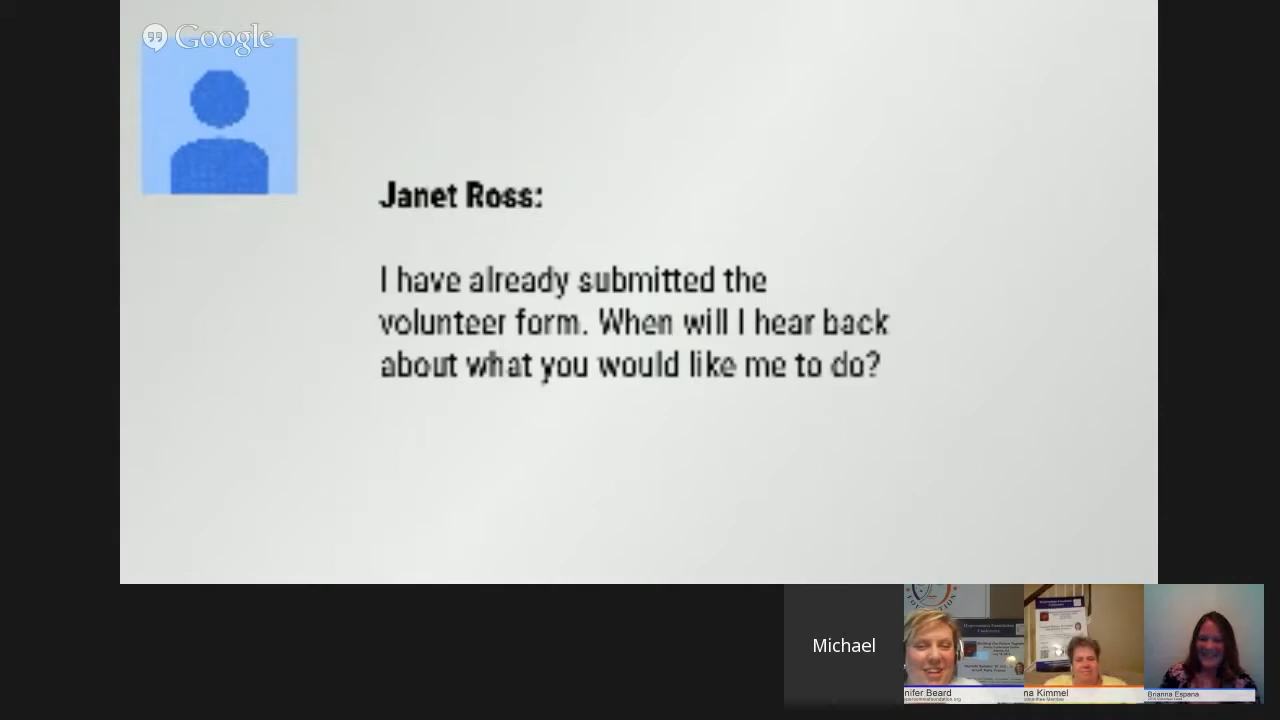 Google
Janet Ross:
I have already submitted the
volunteer form. When will I hear back
about what you would like me to do?
Michael
nifer Beard
na Kimmel
Brianna Espana